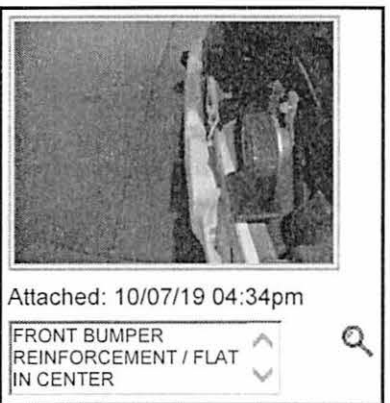 Attached: 10/07/19 04:34pm
FRONT BUMPER
REINFORCEMENT / FLAT
IN CENTER